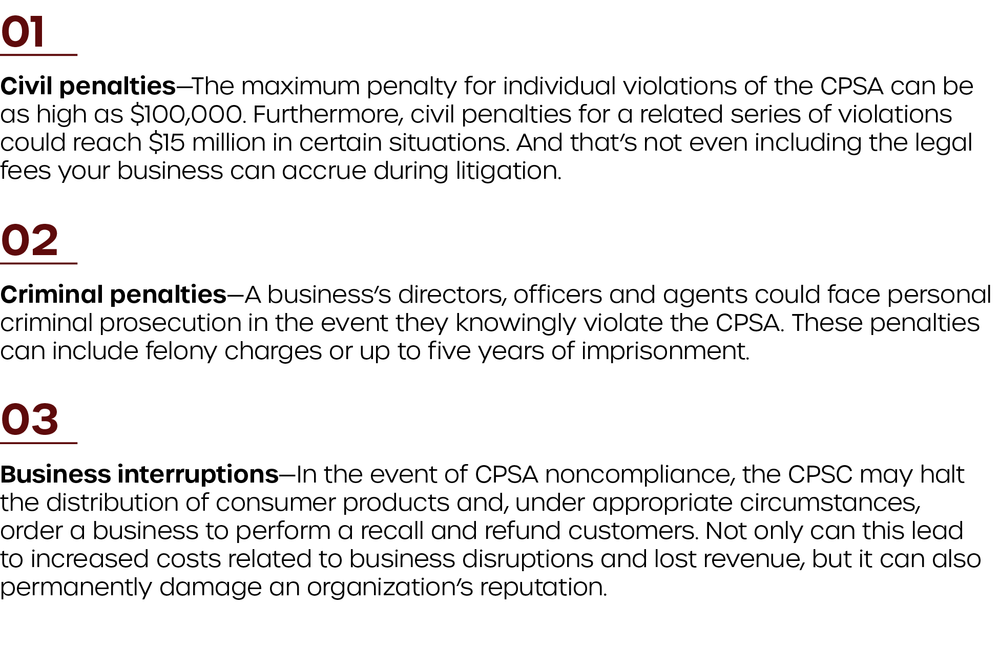 01
Civil penalties—The maximum penalty for individual violations of the CPSA can be
as high as $100,000. Furthermore, civil penalties for a related series of violations
could reach $15 million in certain situations. And that’s not even including the legal
fees your business can accrue during litigation.
02
Criminal penalties—A business’s directors, officers and agents could face personal
criminal prosecution in the event they knowingly violate the CPSA. These penalties
can include felony charges or up to five years of imprisonment.
03
Business interruptions—In the event of CPSA noncompliance, the CPSC may halt
the distribution of consumer products and, under appropriate circumstances,
order a business to perform a recall and refund customers. Not only can this lead
to increased costs related to business disruptions and lost revenue, but it can also
permanently damage an organization’s reputation.